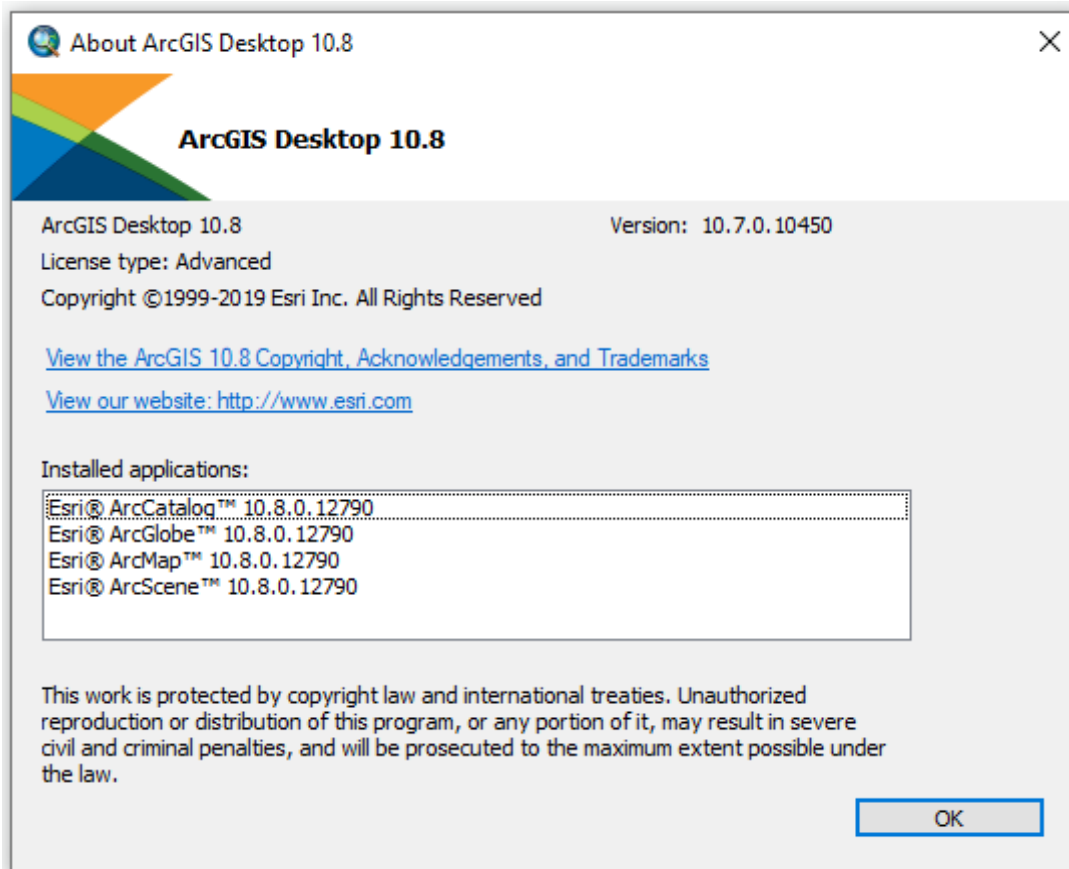 About ArcGIS Desktop 10.8
ArcGIS Desktop 10.8
ArcGIS Desktop 10.8 Version: 10.7.0.10450
License type: Advanced
Copyright ©1999-2019 Esri Inc. All Rights Reserved
View the ArcGIS 10.8 Copyright, Acknowledgements, and Trademarks
View our website: http://www.esri.com
Installed applications:
Esri® ArcCatalog™ 10.8.0.12790
Esri® ArcGlobe™ 10.8.0.12790
Esri® ArcMap™ 10.8.0.12790
Esri® ArcScene™ 10.8.0.12790
This work is protected by copyright law and international treaties. Unauthorized
reproduction or distribution of this program, or any portion of it, may result in severe
civil and criminal penalties, and will be prosecuted to the maximum extent possible under
the law.
OK